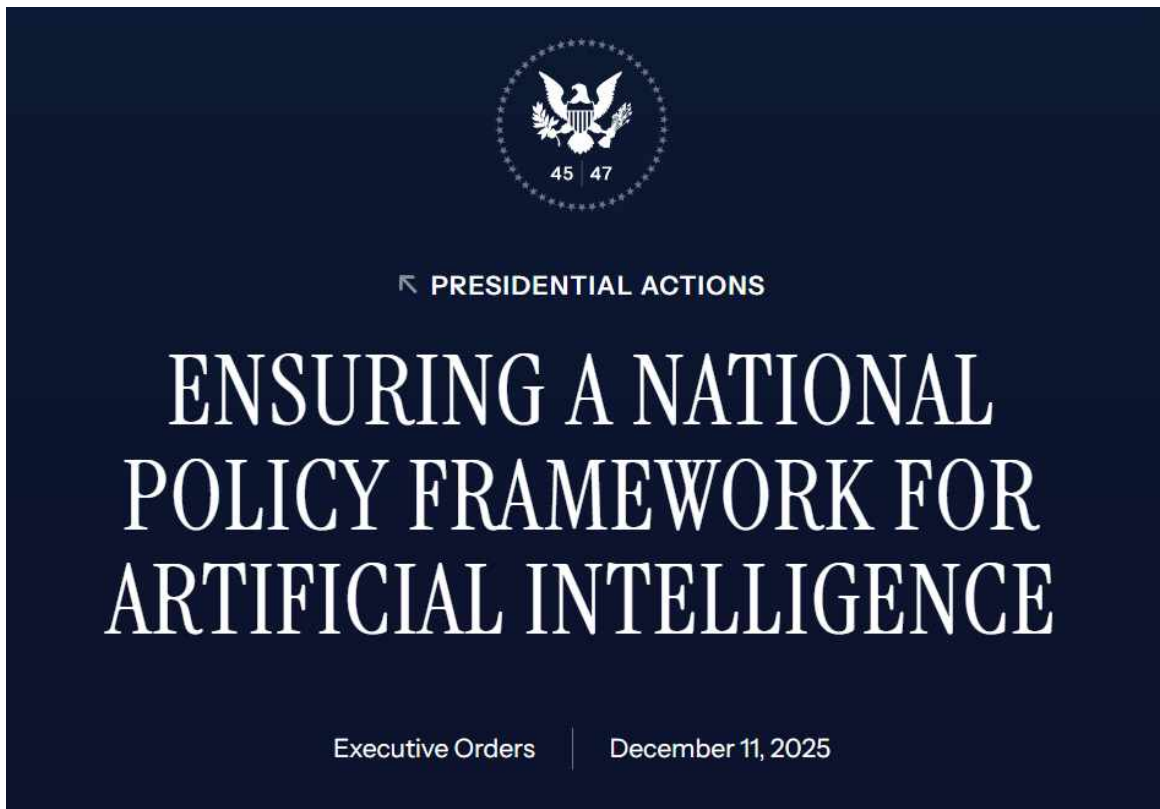 45 | 47
PRESIDENTIAL ACTIONS
ENSURING A NATIONAL
POLICY FRAMEWORK FOR
ARTIFICIAL INTELLIGENCE
Executive Orders | December 11, 2025